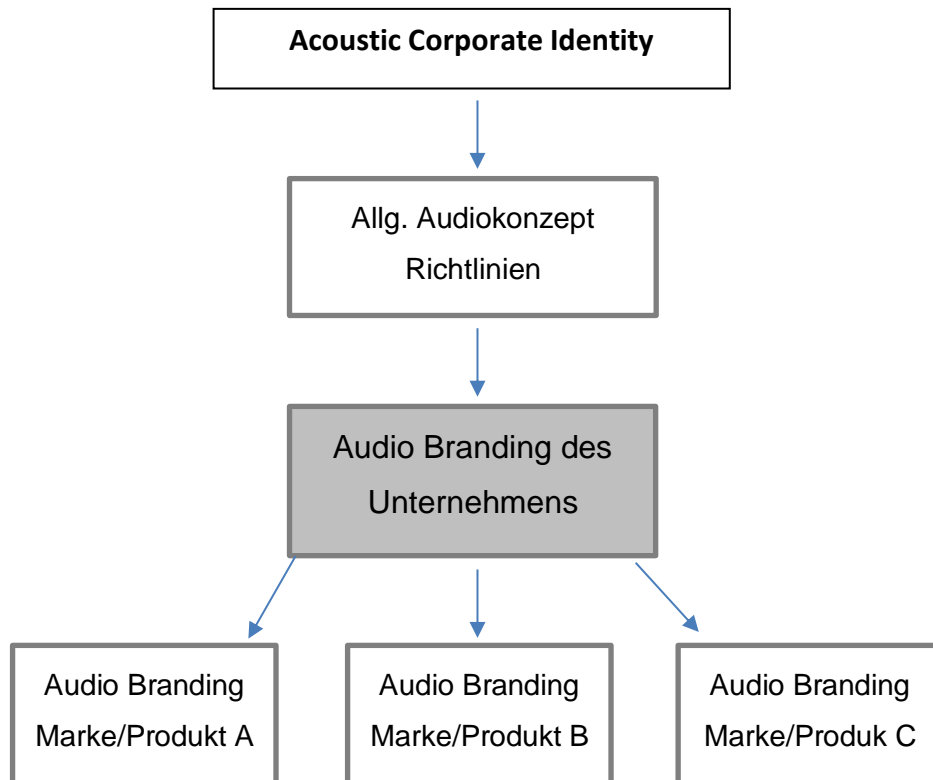 Acoustic Corporate Identity
Allg. Audiokonzept
Richtlinien
Audio Branding des
Unternehmens
Audio Branding
Marke/Produkt A
Audio Branding
Marke/Produkt B
Audio Branding
Marke/Produk C